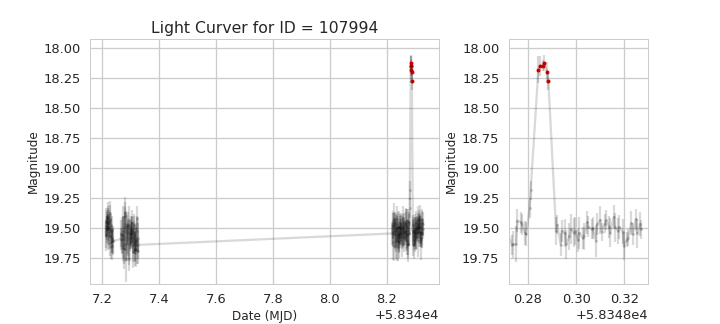 Light Curver for ID = 107994
18.00
18.25
18.50
18.75
19.00
19.25
19.50
19.75
Magnitude
7.2 7.4 7.6 7.8 8.0 8.2
Date (MJD)
+5.834e4
18.00
18.25
18.50
18.75
19.00
19.25
19.50
19.75
Magnitude
0.28 0.30 0.32
+5.8348e4